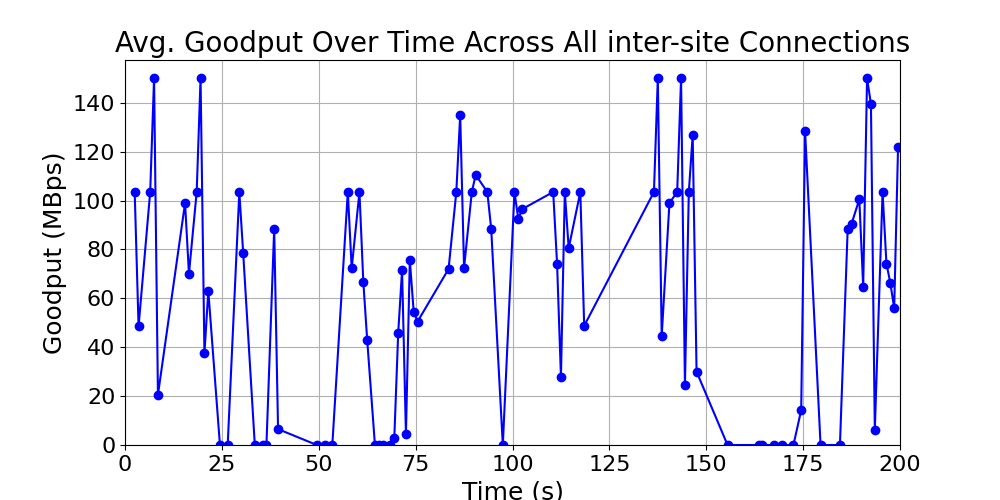 Avg. Goodput Over Time Across All inter-site Connections
Goodput (MBps)
140
120
100
80
60
40
20
0
0 25 50 75 100 125 150 175 200
Time (s)